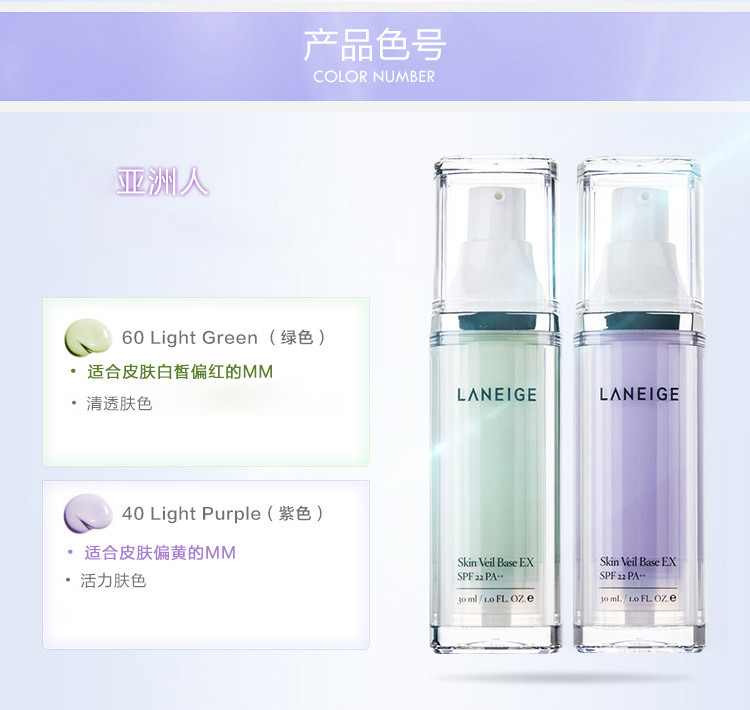 产品色号
COLOR NUMBER
亚洲人
60 Light Green（绿色）
• 适合皮肤白皙偏红的MM
• 清透肤色
40 Light Purple（紫色）
• 适合皮肤偏黄的MM
• 活力肤色
LANEIGE
Skin Veil Base EX
SPF 22 PA++
30 ml / 1.0 FL. OZ. e
LANEIGE
Skin Veil Base EX
SPF 22 PA++
30 ml. / 1.0 FL. OZ. e